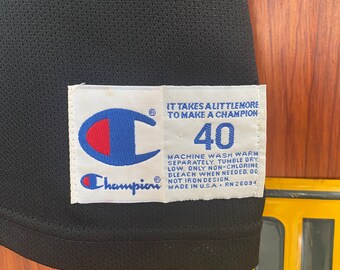 ®
Champion®
IT TAKES A LITTLE MORE
TO MAKE A CHAMPION®
40
MACHINE WASH WARM
SEPARATELY TUMBLE DRY
LOW. ONLY NON-CHLORINE
BLEACH WHEN NEEDED. DO
NOT IRON DESIGN.
MADE IN U.S.A. • RN 26094